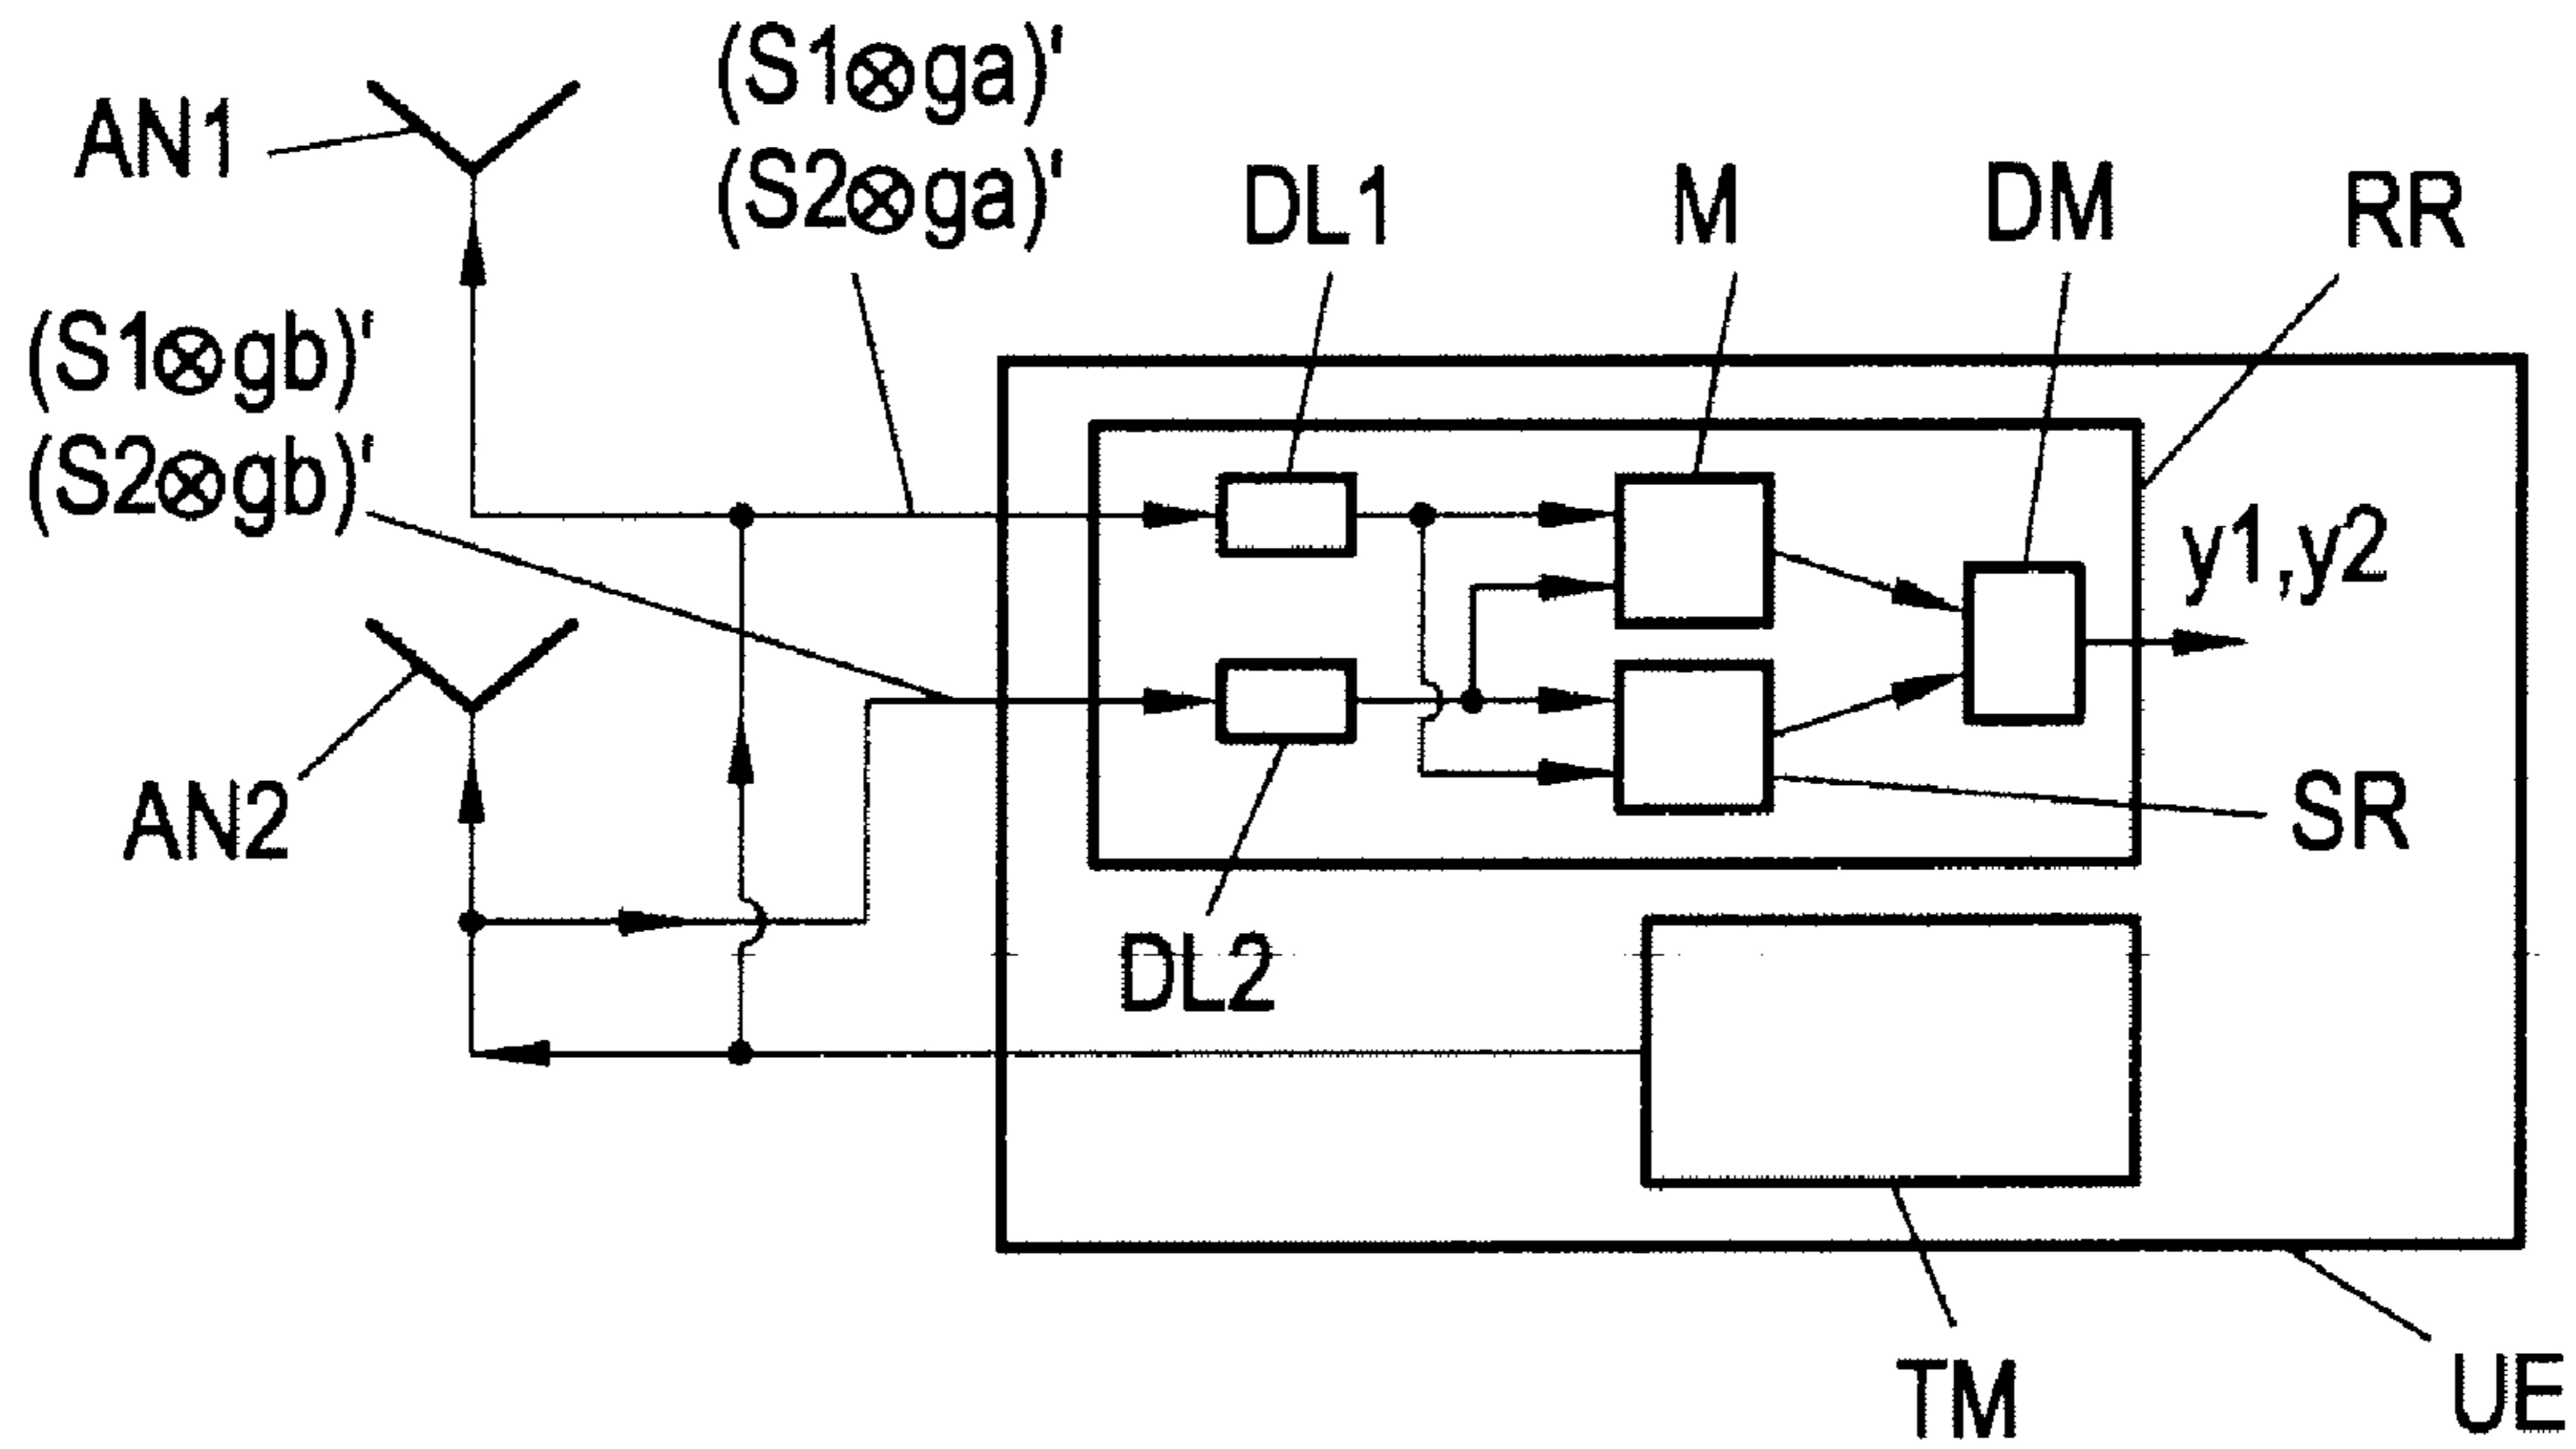 AN1
(S1⊗ga)'
(S2⊗ga)'
DL1
M
DM
RR
(S1⊗gb)'
(S2⊗gb)'
y1,y2
AN2
SR
DL2
TM
UE